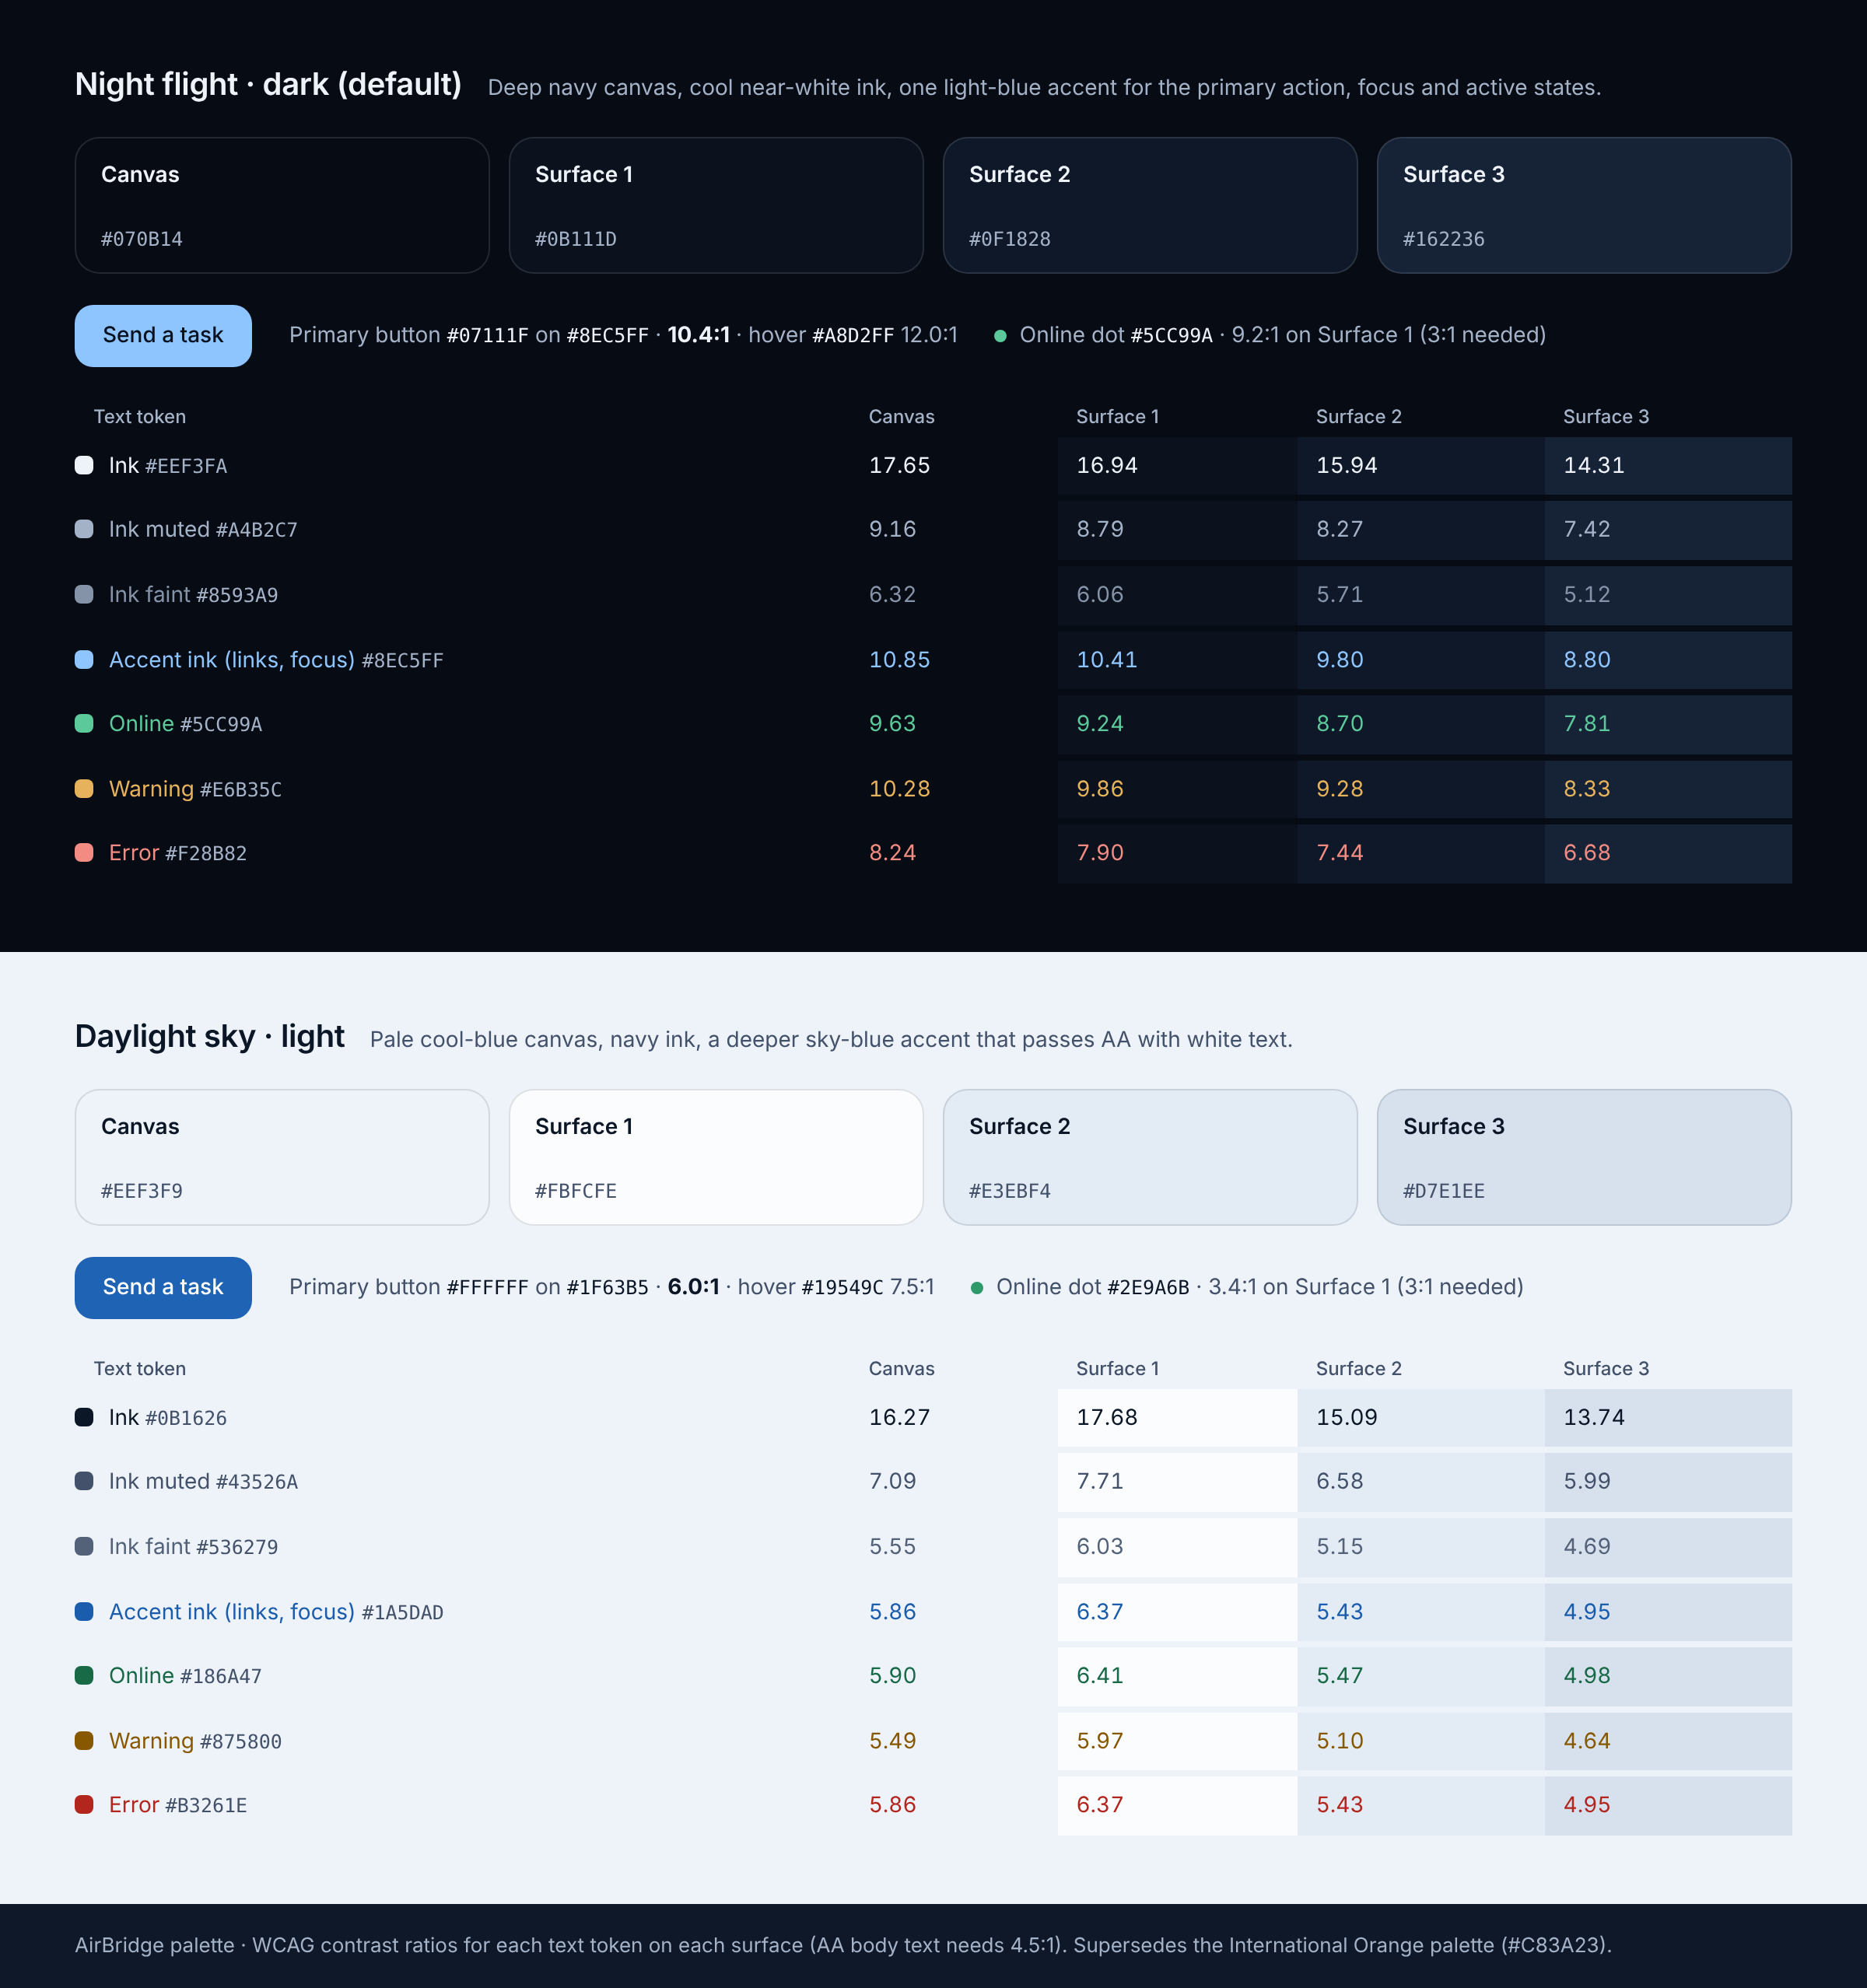 Night flight · dark (default) Deep navy canvas, cool near-white ink, one light-blue accent for the primary action, focus and active states.
Canvas Surface 1 Surface 2 Surface 3
#070B14 #0B111D #0F1828 #162236
Send a task Primary button #07111F on #8EC5FF · 10.4:1 · hover #A8D2FF 12.0:1 Online dot #5CC99A · 9.2:1 on Surface 1 (3:1 needed)
Text token Canvas Surface 1 Surface 2 Surface 3
Ink #EEF3FA 17.65 16.94 15.94 14.31
Ink muted #A4B2C7 9.16 8.79 8.27 7.42
Ink faint #8593A9 6.32 6.06 5.71 5.12
Accent ink (links, focus) #8EC5FF 10.85 10.41 9.80 8.80
Online #5CC99A 9.63 9.24 8.70 7.81
Warning #E6B35C 10.28 9.86 9.28 8.33
Error #F28B82 8.24 7.90 7.44 6.68
Daylight sky · light Pale cool-blue canvas, navy ink, a deeper sky-blue accent that passes AA with white text.
Canvas Surface 1 Surface 2 Surface 3
#EEF3F9 #FBFCFE #E3EBF4 #D7E1EE
Send a task Primary button #FFFFFF on #1F63B5 · 6.0:1 · hover #19549C 7.5:1 Online dot #2E9A6B · 3.4:1 on Surface 1 (3:1 needed)
Text token Canvas Surface 1 Surface 2 Surface 3
Ink #0B1626 16.27 17.68 15.09 13.74
Ink muted #43526A 7.09 7.71 6.58 5.99
Ink faint #536279 5.55 6.03 5.15 4.69
Accent ink (links, focus) #1A5DAD 5.86 6.37 5.43 4.95
Online #186A47 5.90 6.41 5.47 4.98
Warning #875800 5.49 5.97 5.10 4.64
Error #B3261E 5.86 6.37 5.43 4.95
AirBridge palette · WCAG contrast ratios for each text token on each surface (AA body text needs 4.5:1). Supersedes the International Orange palette (#C83A23).